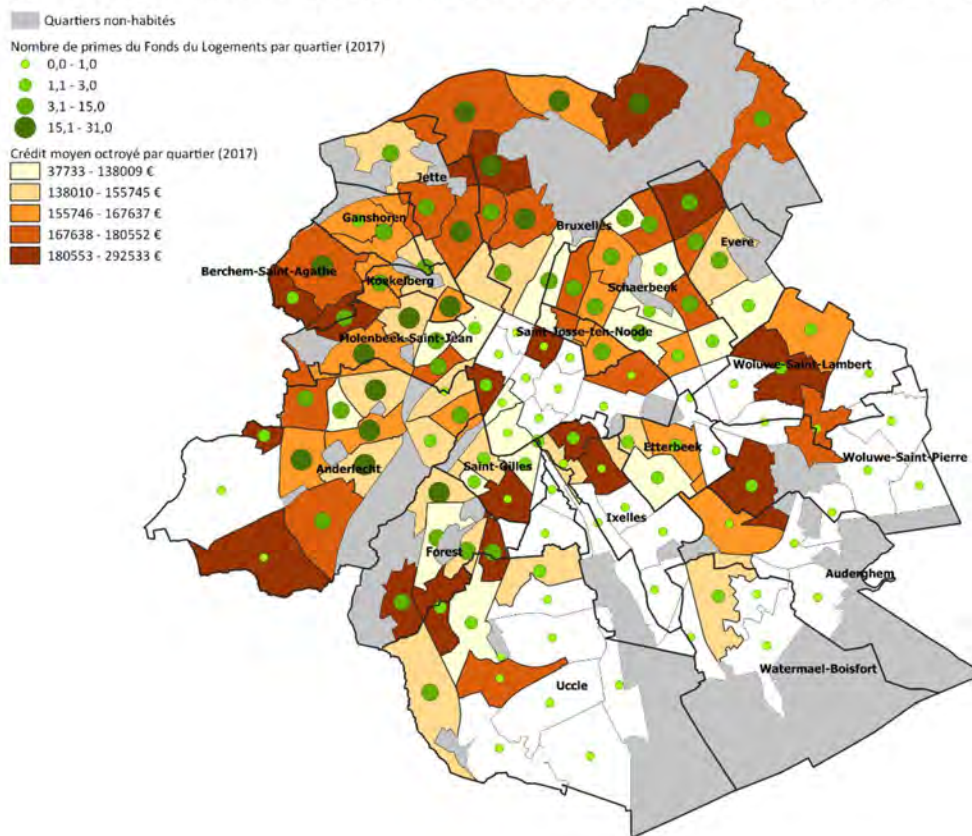 Quartiers non-habités
Nombre de primes du Fonds du Logements par quartier (2017)
0,0 - 1,0
1,1 - 3,0
3,1 - 15,0
15,1 - 31,0
Crédit moyen octroyé par quartier (2017)
37733 - 138009 €
138010 - 155745 €
155746 - 167637 €
167638 - 180552 €
180553 - 292533 €
Jette
Ganshoren
Bruxelles
Evere
Berchem-Saint-Agathe
Koekelberg
Schaerbeek
Molenbeek-Saint-Jean
Saint-Josse-ten-Noode
Woluwe-Saint-Lambert
Etterbeek
Woluwe-Saint-Pierre
Anderlecht
Saint-Gilles
Ixelles
Forest
Auderghem
Watermael-Boisfort
Uccle